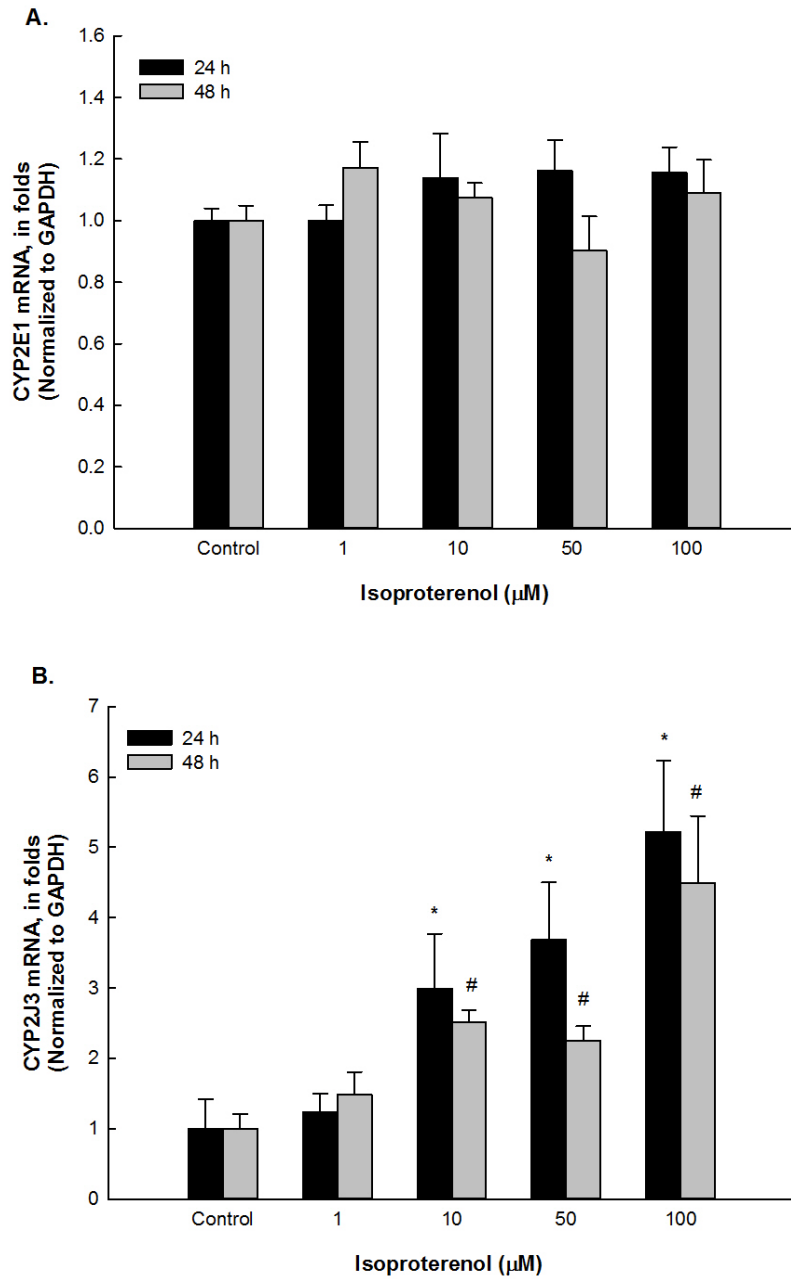 A.
1.6
1.4
1.2
1.0
0.8
0.6
0.4
0.2
0.0
CYP2E1 mRNA, in folds
(Normalized to GAPDH)
24 h
48 h
Control 1 10 50 100
Isoproterenol (μM)
B.
7
6
5
4
3
2
1
0
CYP2J3 mRNA, in folds
(Normalized to GAPDH)
24 h
48 h
*
#
*
#
*
#
Control 1 10 50 100
Isoproterenol (μM)